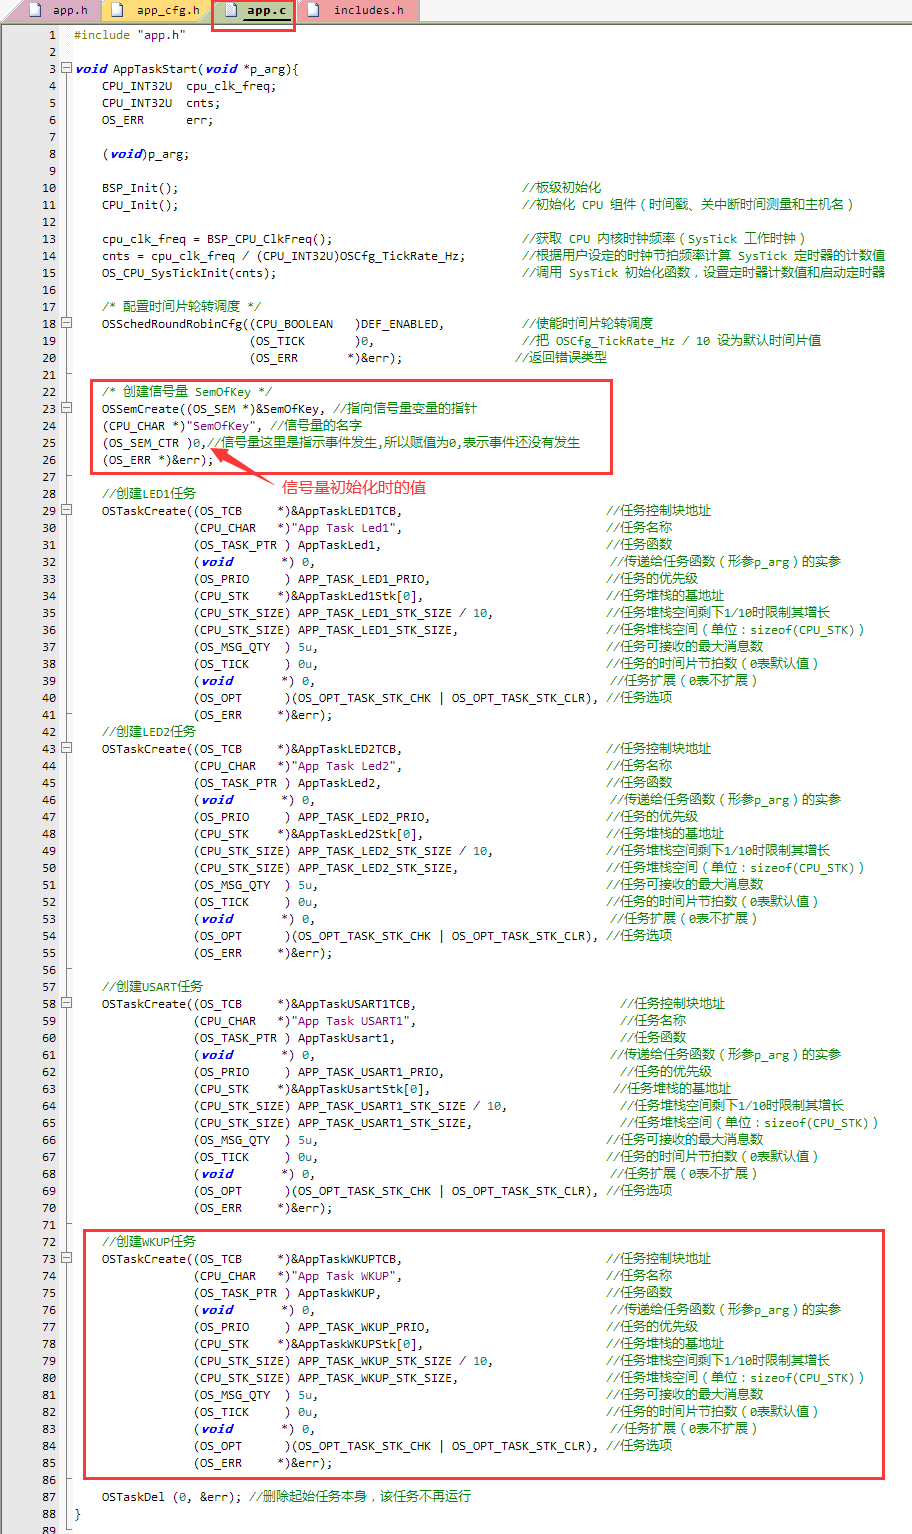 app.h app_cfg.h app.c includes.h
1 #include "app.h"
2
3 void AppTaskStart(void *p_arg){
4 CPU_INT32U cpu_clk_freq;
5 CPU_INT32U cnts;
6 OS_ERR err;
7
8 (void)p_arg;
9
10 BSP_Init(); //板级初始化
11 CPU_Init(); //初始化 CPU 组件（时间戳、关中断时间测量和主机名）
12
13 cpu_clk_freq = BSP_CPU_ClkFreq(); //获取 CPU 内核时钟频率（SysTick 工作时钟）
14 cnts = cpu_clk_freq / (CPU_INT32U)OSCfg_TickRate_Hz; //根据用户设定的时钟节拍频率计算 SysTick 定时器的计数值
15 OS_CPU_SysTickInit(cnts); //调用 SysTick 初始化函数，设置定时器计数值和启动定时器
16
17 /* 配置时间片轮转调度 */
18 OSSchedRoundRobinCfg((CPU_BOOLEAN )DEF_ENABLED, //使能时间片轮转调度
19 (OS_TICK )0, //把 OSCfg_TickRate_Hz / 10 设为默认时间片值
20 (OS_ERR *)&err); //返回错误类型
21
22 /* 创建信号量 SemOfKey */
23 OSSemCreate((OS_SEM *)&SemOfKey, //指向信号量变量的指针
24 (CPU_CHAR *)"SemOfKey", //信号量的名字
25 (OS_SEM_CTR )0,//信号量这里是指示事件发生,所以赋值为0,表示事件还没有发生
26 (OS_ERR *)&err);
27 信号量初始化时的值
28 //创建LED1任务
29 OSTaskCreate((OS_TCB *)&AppTaskLED1TCB, //任务控制块地址
30 (CPU_CHAR *)"App Task Led1", //任务名称
31 (OS_TASK_PTR ) AppTaskLed1, //任务函数
32 (void *) 0, //传递给任务函数（形参p_arg）的实参
33 (OS_PRIO ) APP_TASK_LED1_PRIO, //任务的优先级
34 (CPU_STK *)&AppTaskLed1Stk[0], //任务堆栈的基地址
35 (CPU_STK_SIZE) APP_TASK_LED1_STK_SIZE / 10, //任务堆栈空间剩下1/10时限制其增长
36 (CPU_STK_SIZE) APP_TASK_LED1_STK_SIZE, //任务堆栈空间（单位：sizeof(CPU_STK)）
37 (OS_MSG_QTY ) 5u, //任务可接收的最大消息数
38 (OS_TICK ) 0u, //任务的时间片节拍数（0表默认值）
39 (void *) 0, //任务扩展（0表不扩展）
40 (OS_OPT )(OS_OPT_TASK_STK_CHK | OS_OPT_TASK_STK_CLR), //任务选项
41 (OS_ERR *)&err);
42 //创建LED2任务
43 OSTaskCreate((OS_TCB *)&AppTaskLED2TCB, //任务控制块地址
44 (CPU_CHAR *)"App Task Led2", //任务名称
45 (OS_TASK_PTR ) AppTaskLed2, //任务函数
46 (void *) 0, //传递给任务函数（形参p_arg）的实参
47 (OS_PRIO ) APP_TASK_LED2_PRIO, //任务的优先级
48 (CPU_STK *)&AppTaskLed2Stk[0], //任务堆栈的基地址
49 (CPU_STK_SIZE) APP_TASK_LED2_STK_SIZE / 10, //任务堆栈空间剩下1/10时限制其增长
50 (CPU_STK_SIZE) APP_TASK_LED2_STK_SIZE, //任务堆栈空间（单位：sizeof(CPU_STK)）
51 (OS_MSG_QTY ) 5u, //任务可接收的最大消息数
52 (OS_TICK ) 0u, //任务的时间片节拍数（0表默认值）
53 (void *) 0, //任务扩展（0表不扩展）
54 (OS_OPT )(OS_OPT_TASK_STK_CHK | OS_OPT_TASK_STK_CLR), //任务选项
55 (OS_ERR *)&err);
56
57 //创建USART任务
58 OSTaskCreate((OS_TCB *)&AppTaskUSART1TCB, //任务控制块地址
59 (CPU_CHAR *)"App Task USART1", //任务名称
60 (OS_TASK_PTR ) AppTaskUsart1, //任务函数
61 (void *) 0, //传递给任务函数（形参p_arg）的实参
62 (OS_PRIO ) APP_TASK_USART1_PRIO, //任务的优先级
63 (CPU_STK *)&AppTaskUsartStk[0], //任务堆栈的基地址
64 (CPU_STK_SIZE) APP_TASK_USART1_STK_SIZE / 10, //任务堆栈空间剩下1/10时限制其增长
65 (CPU_STK_SIZE) APP_TASK_USART1_STK_SIZE, //任务堆栈空间（单位：sizeof(CPU_STK)）
66 (OS_MSG_QTY ) 5u, //任务可接收的最大消息数
67 (OS_TICK ) 0u, //任务的时间片节拍数（0表默认值）
68 (void *) 0, //任务扩展（0表不扩展）
69 (OS_OPT )(OS_OPT_TASK_STK_CHK | OS_OPT_TASK_STK_CLR), //任务选项
70 (OS_ERR *)&err);
71
72 //创建WKUP任务
73 OSTaskCreate((OS_TCB *)&AppTaskWKUPTCB, //任务控制块地址
74 (CPU_CHAR *)"App Task WKUP", //任务名称
75 (OS_TASK_PTR ) AppTaskWKUP, //任务函数
76 (void *) 0, //传递给任务函数（形参p_arg）的实参
77 (OS_PRIO ) APP_TASK_WKUP_PRIO, //任务的优先级
78 (CPU_STK *)&AppTaskWKUPStk[0], //任务堆栈的基地址
79 (CPU_STK_SIZE) APP_TASK_WKUP_STK_SIZE / 10, //任务堆栈空间剩下1/10时限制其增长
80 (CPU_STK_SIZE) APP_TASK_WKUP_STK_SIZE, //任务堆栈空间（单位：sizeof(CPU_STK)）
81 (OS_MSG_QTY ) 5u, //任务可接收的最大消息数
82 (OS_TICK ) 0u, //任务的时间片节拍数（0表默认值）
83 (void *) 0, //任务扩展（0表不扩展）
84 (OS_OPT )(OS_OPT_TASK_STK_CHK | OS_OPT_TASK_STK_CLR), //任务选项
85 (OS_ERR *)&err);
86
87 OSTaskDel (0, &err); //删除起始任务本身，该任务不再运行
88 }
89